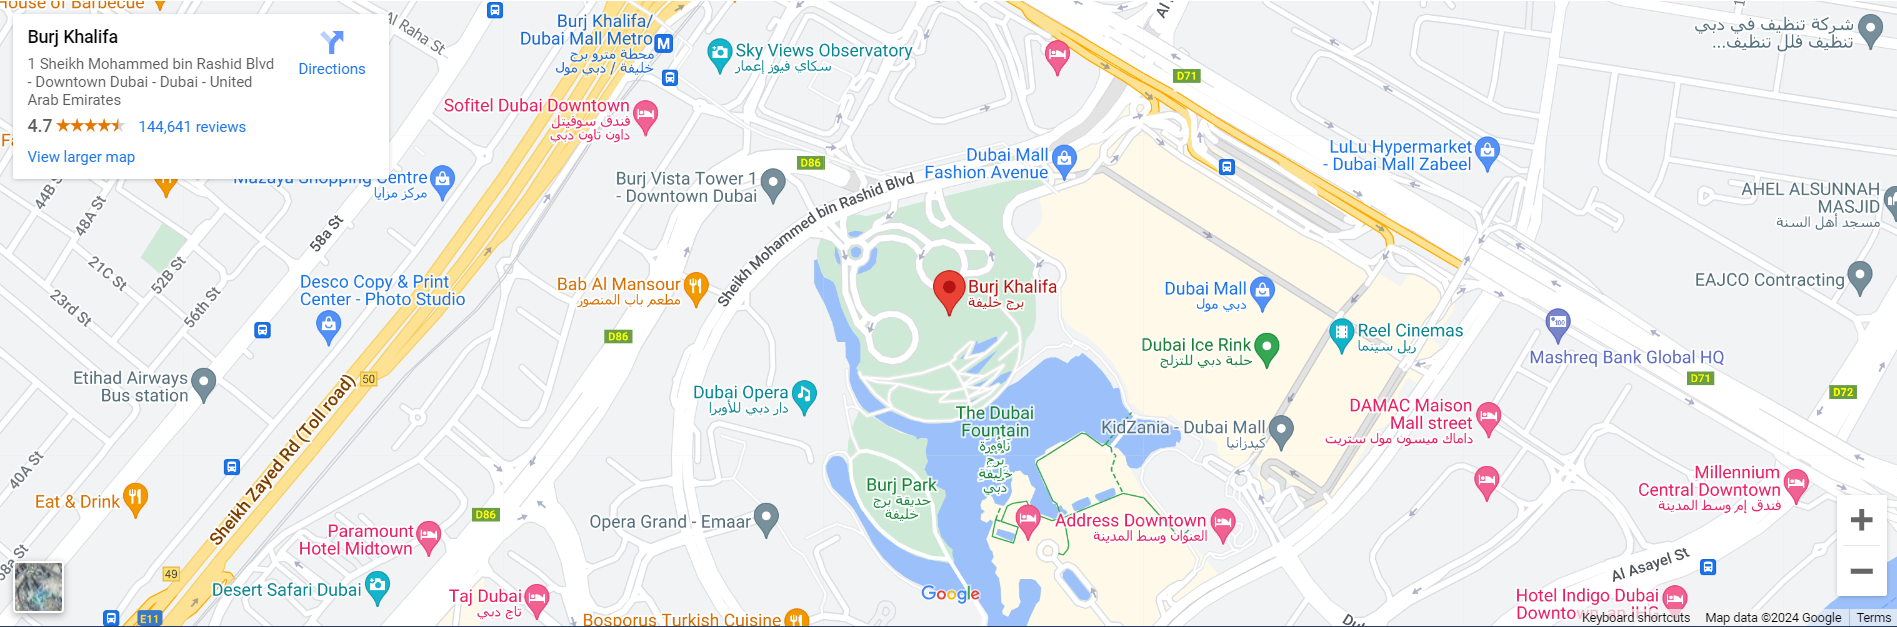 House of Barbecue
Burj Khalifa
1 Sheikh Mohammed bin Rashid Blvd
- Downtown Dubai - Dubai - United
Arab Emirates
4.7
144,641 reviews
View larger map
Directions
Al Raha St
Burj Khalifa/
Dubai Mall Metro
محطة مترو برج
خليفة / دبي مول
M
Sky Views Observatory
سكاي فيوز إعمار
Sofitel Dubai Downtown
فندق سوفيتل
داون تاون دبي
D71
شركة تنظيف في دبي
تنظيف فلل تنظيف...
Dubai Mall
Fashion Avenue
LuLu Hypermarket
- Dubai Mall Zabeel
D86
Mazaya Shopping Centre
مركز مزايا
Burj Vista Tower 1
- Downtown Dubai
Sheikh Mohammed bin Rashid Blvd
AHEL ALSUNNAH
MASJID
مسجد أهل السنة
44B St
48A St
58a St
21C St
52B St
23rd St
56th St
Desco Copy & Print
Center - Photo Studio
Bab Al Mansour
مطعم باب المنصور
Burj Khalifa
برج خليفة
Dubai Mall
دبي مول
EAJCO Contracting
D86
Dubai Ice Rink
حلبة دبي للتزلج
Reel Cinemas
ريل سينما
Mashreq Bank Global HQ
D71
D72
Etihad Airways
Bus station
50
Sheikh Zayed Rd (Toll road)
Dubai Opera
دار دبي للأوبرا
The Dubai
Fountain
نافورة
برج
خليفة
دبي
KidZania - Dubai Mall
كيدزانيا
DAMAC Maison
Mall street
داماك ميسون مول ستريت
40A St
Eat & Drink
Burj Park
حديقة برج
خليفة
Millennium
Central Downtown
فندق إم وسط المدينة
D86
Opera Grand - Emaar
Address Downtown
العنوان وسط المدينة
Paramount
Hotel Midtown
58a St
49
Desert Safari Dubai
Taj Dubai
تاج دبي
Google
Al Asayel St
Hotel Indigo Dubai
E11
Bosporus Turkish Cuisine
Keyboard shortcuts
Map data ©2024 Google
Terms